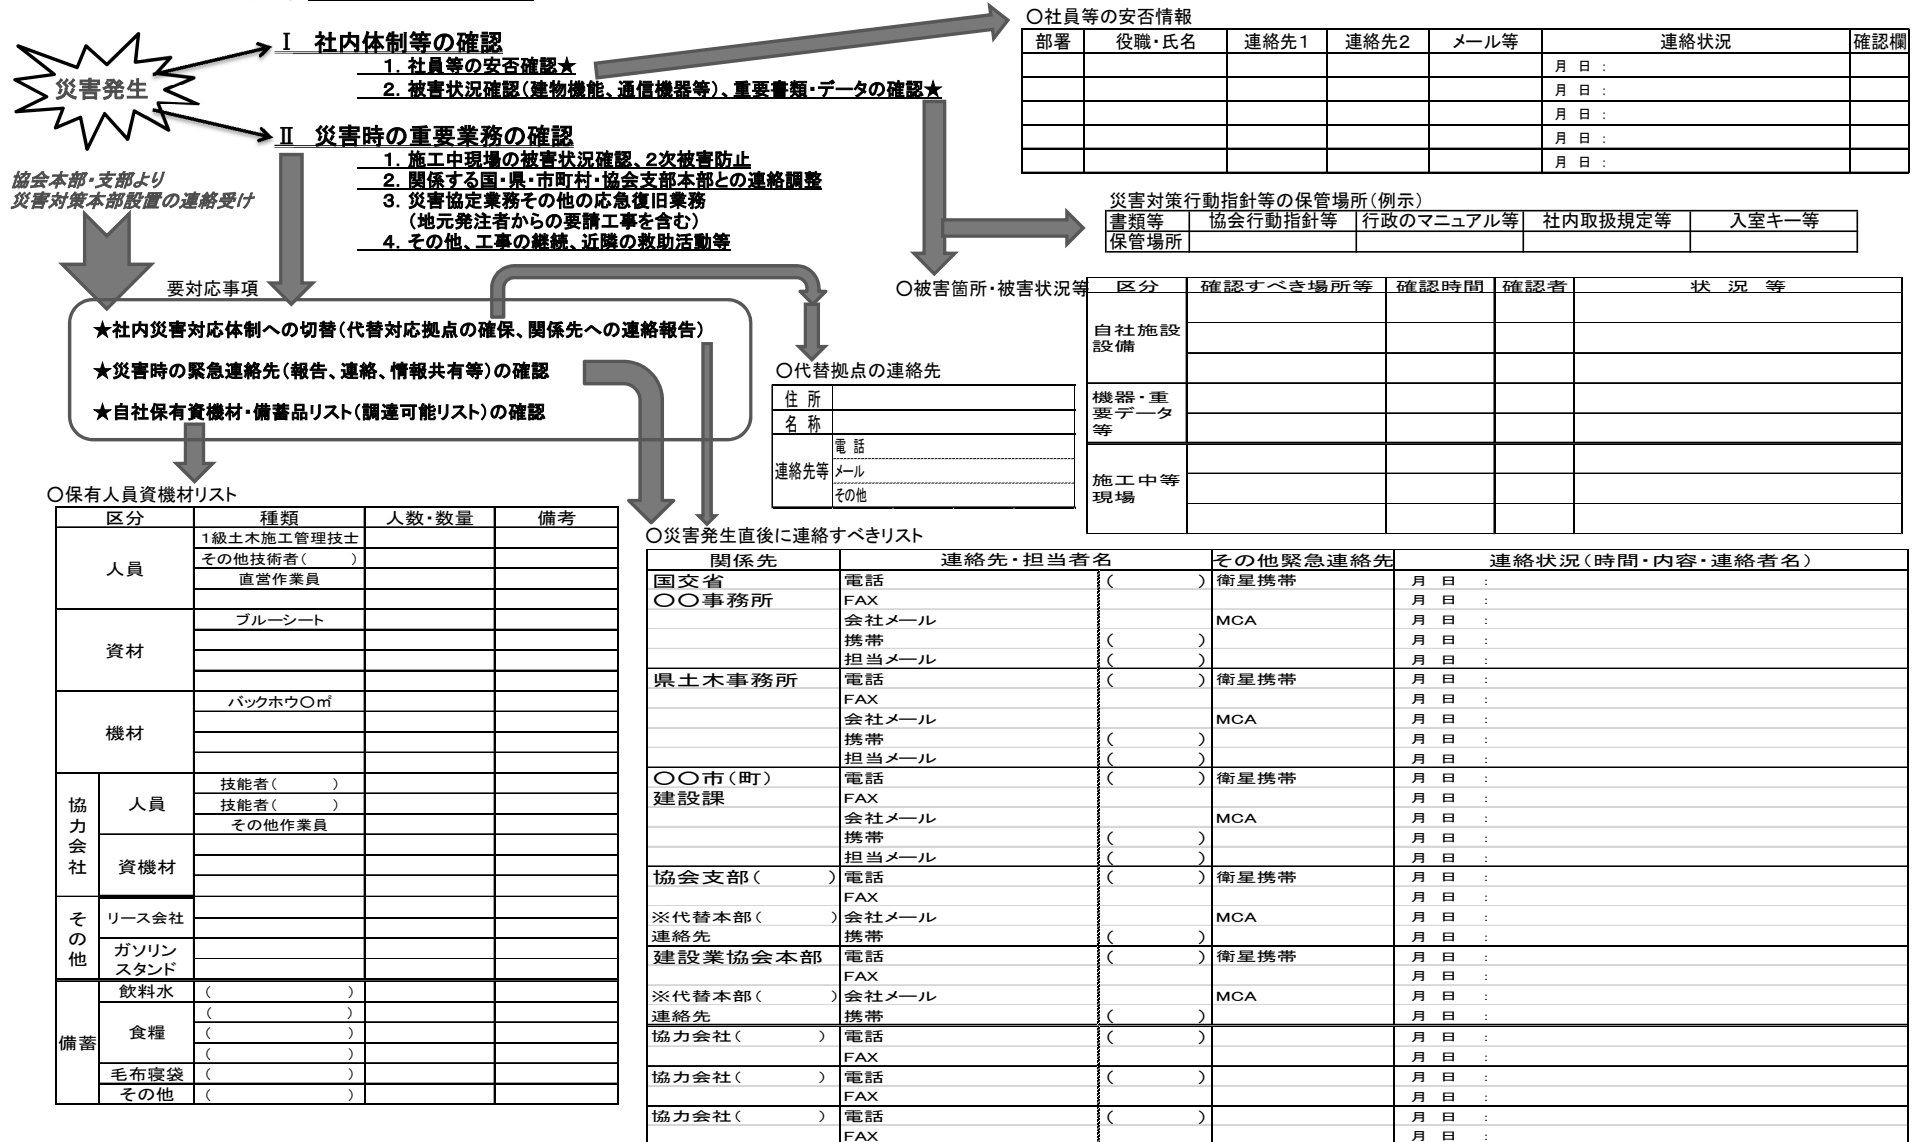 災害発生
Ⅰ 社内体制等の確認
1. 社員等の安否確認★
2. 被害状況確認(建物機能、通信機器等)、重要書類・データの確認★
Ⅱ 災害時の重要業務の確認
1. 施工中現場の被害状況確認、2次被害防止
2. 関係する国・県・市町村・協会支部本部との連絡調整
3. 災害協定業務その他の応急復旧業務
(地元発注者からの要請工事を含む)
4. その他、工事の継続、近隣の救助活動等
協会本部・支部より
災害対策本部設置の連絡受け
要対応事項
★社内災害対応体制への切替(代替対応拠点の確保、関係先への連絡報告)
★災害時の緊急連絡先(報告、連絡、情報共有等)の確認
★自社保有資機材・備蓄品リスト(調達可能リスト)の確認
〇社員等の安否情報
部署 役職・氏名 連絡先1 連絡先2 メール等 連絡状況 確認欄
月 日 :
月 日 :
月 日 :
月 日 :
月 日 :
災害対策行動指針等の保管場所(例示)
書類等 協会行動指針等 行政のマニュアル等 社内取扱規定等 入室キー等
保管場所
〇被害箇所・被害状況等
区分 確認すべき場所等 確認時間 確認者 状 況 等
自社施設
設備
機器・重
要データ
等
施工中等
現場
〇代替拠点の連絡先
住 所
名 称
連絡先等
電 話
メール
その他
〇保有人員資機材リスト
区分 種類 人数・数量 備考
人員
1級土木施工管理技士
その他技術者( )
直営作業員
資材
ブルーシート
機材
バックホウ〇㎥
協力会社
人員
技能者( )
技能者( )
その他作業員
資機材
その他
リース会社
ガソリン
スタンド
備蓄
飲料水 ( )
( )
食糧 ( )
( )
毛布寝袋 ( )
その他 ( )
〇災害発生直後に連絡すべきリスト
関係先 連絡先・担当者名 その他緊急連絡先 連絡状況(時間・内容・連絡者名)
国交省 電話 ( ) 衛星携帯 月 日 :
〇〇事務所 FAX 月 日 :
会社メール MCA 月 日 :
携帯 ( ) 月 日 :
担当メール ( ) 月 日 :
県土木事務所 電話 ( ) 衛星携帯 月 日 :
FAX 月 日 :
会社メール MCA 月 日 :
携帯 ( ) 月 日 :
担当メール ( ) 月 日 :
〇〇市(町) 電話 ( ) 衛星携帯 月 日 :
建設課 FAX 月 日 :
会社メール MCA 月 日 :
携帯 ( ) 月 日 :
担当メール ( ) 月 日 :
協会支部( ) 電話 ( ) 衛星携帯 月 日 :
FAX 月 日 :
※代替本部( ) 会社メール MCA 月 日 :
連絡先 携帯 ( ) 月 日 :
建設業協会本部 電話 ( ) 衛星携帯 月 日 :
FAX 月 日 :
※代替本部( ) 会社メール MCA 月 日 :
連絡先 携帯 ( ) 月 日 :
協力会社( ) 電話 ( ) 月 日 :
FAX 月 日 :
協力会社( ) 電話 ( ) 月 日 :
FAX 月 日 :
協力会社( ) 電話 ( ) 月 日 :
FAX 月 日 :